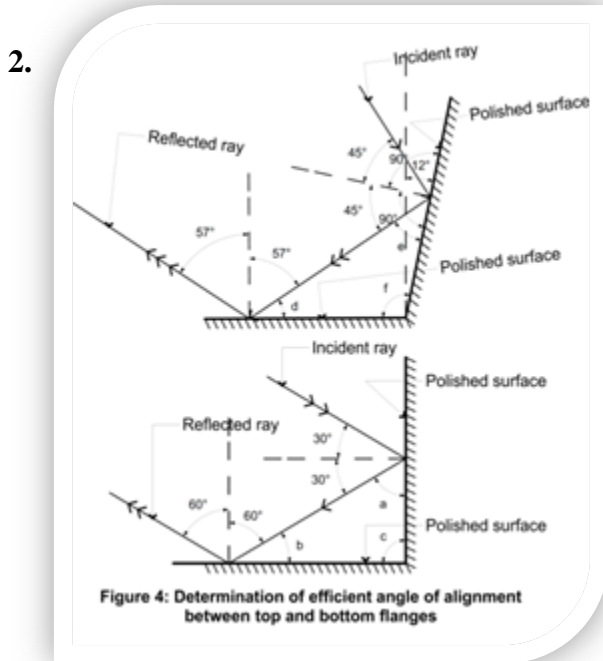 2.
Incident ray
Polished surface
Reflected ray
45°
90°
12°
45°
90°
57°
57°
e
Polished surface
f
d
Incident ray
Polished surface
Reflected ray
30°
30°
60°
60°
a
Polished surface
b
c
Figure 4: Determination of efficient angle of alignment
between top and bottom flanges